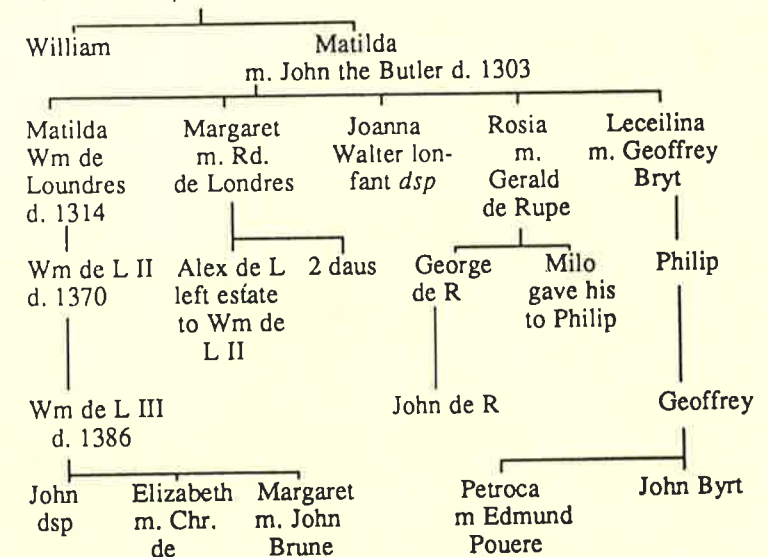 William
Matilda
m. John the Butler d. 1303
Matilda
Wm de
Loundres
d. 1314
Margaret
m. Rd.
de Londres
Joanna
Walter lon-
fant dsp
Rosia
m.
Gerald
de Rupe
Leceilina
m. Geoffrey
Bryt
Wm de L II
d. 1370
Alex de L
left estate
to Wm de
L II
2 daus
George
de R
Milo
gave his
to Philip
Philip
Wm de L III
d. 1386
John de R
Geoffrey
John
dsp
Elizabeth
m. Chr.
de
Margaret
m. John
Brune
Petroca
m Edmund
Pouere
John Byrt